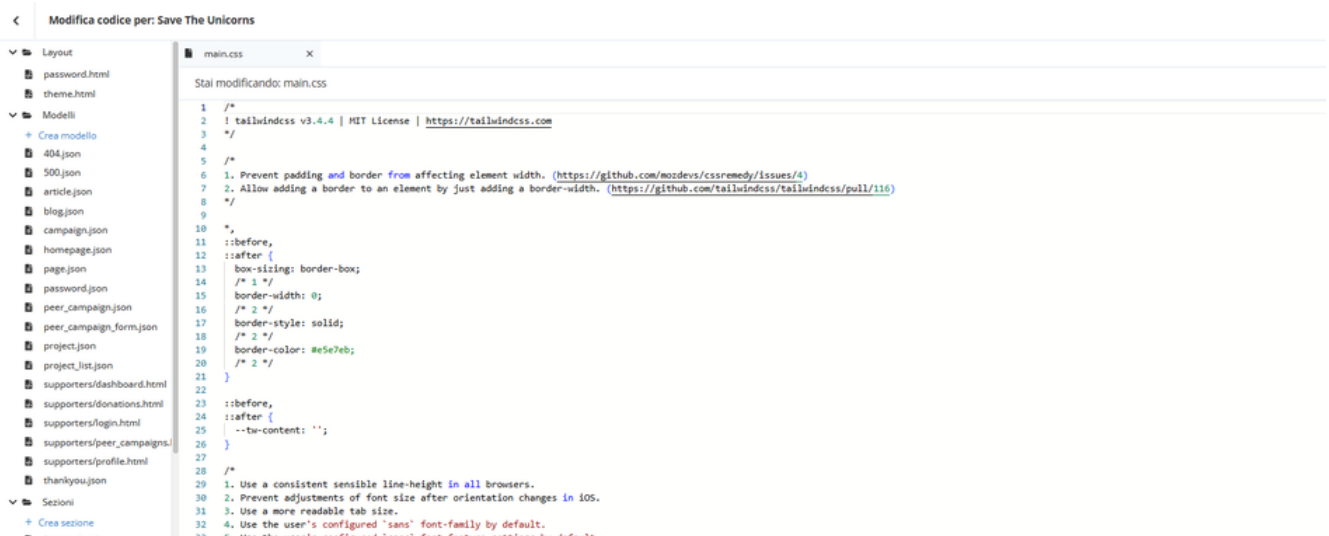 Modifica codice per: Save The Unicorns
Layout
password.html
theme.html
Modelli
+ Crea modello
404.json
500.json
article.json
blog.json
campaign.json
homepage.json
page.json
password.json
peer_campaign.json
peer_campaign_form.json
project.json
project_list.json
supporters/dashboard.html
supporters/donations.html
supporters/login.html
supporters/peer_campaigns.
supporters/profile.html
thankyou.json
Sezioni
+ Crea sezione
main.css ×
Stai modificando: main.css
1 /*
2 ! tailwindcss v3.4.4 | MIT License | https://tailwindcss.com
3 */
4
5 /*
6 1. Prevent padding and border from affecting element width. (https://github.com/mozdevs/cssremedy/issues/4)
7 2. Allow adding a border to an element by just adding a border-width. (https://github.com/tailwindcss/tailwindcss/pull/116)
8 */
9
10 *,
11 ::before,
12 ::after {
13 box-sizing: border-box;
14 /* 1 */
15 border-width: 0;
16 /* 2 */
17 border-style: solid;
18 /* 2 */
19 border-color: #e5e7eb;
20 /* 2 */
21 }
22
23 ::before,
24 ::after {
25 --tw-content: '';
26 }
27
28 /*
29 1. Use a consistent sensible line-height in all browsers.
30 2. Prevent adjustments of font size after orientation changes in iOS.
31 3. Use a more readable tab size.
32 4. Use the user's configured `sans` font-family by default.